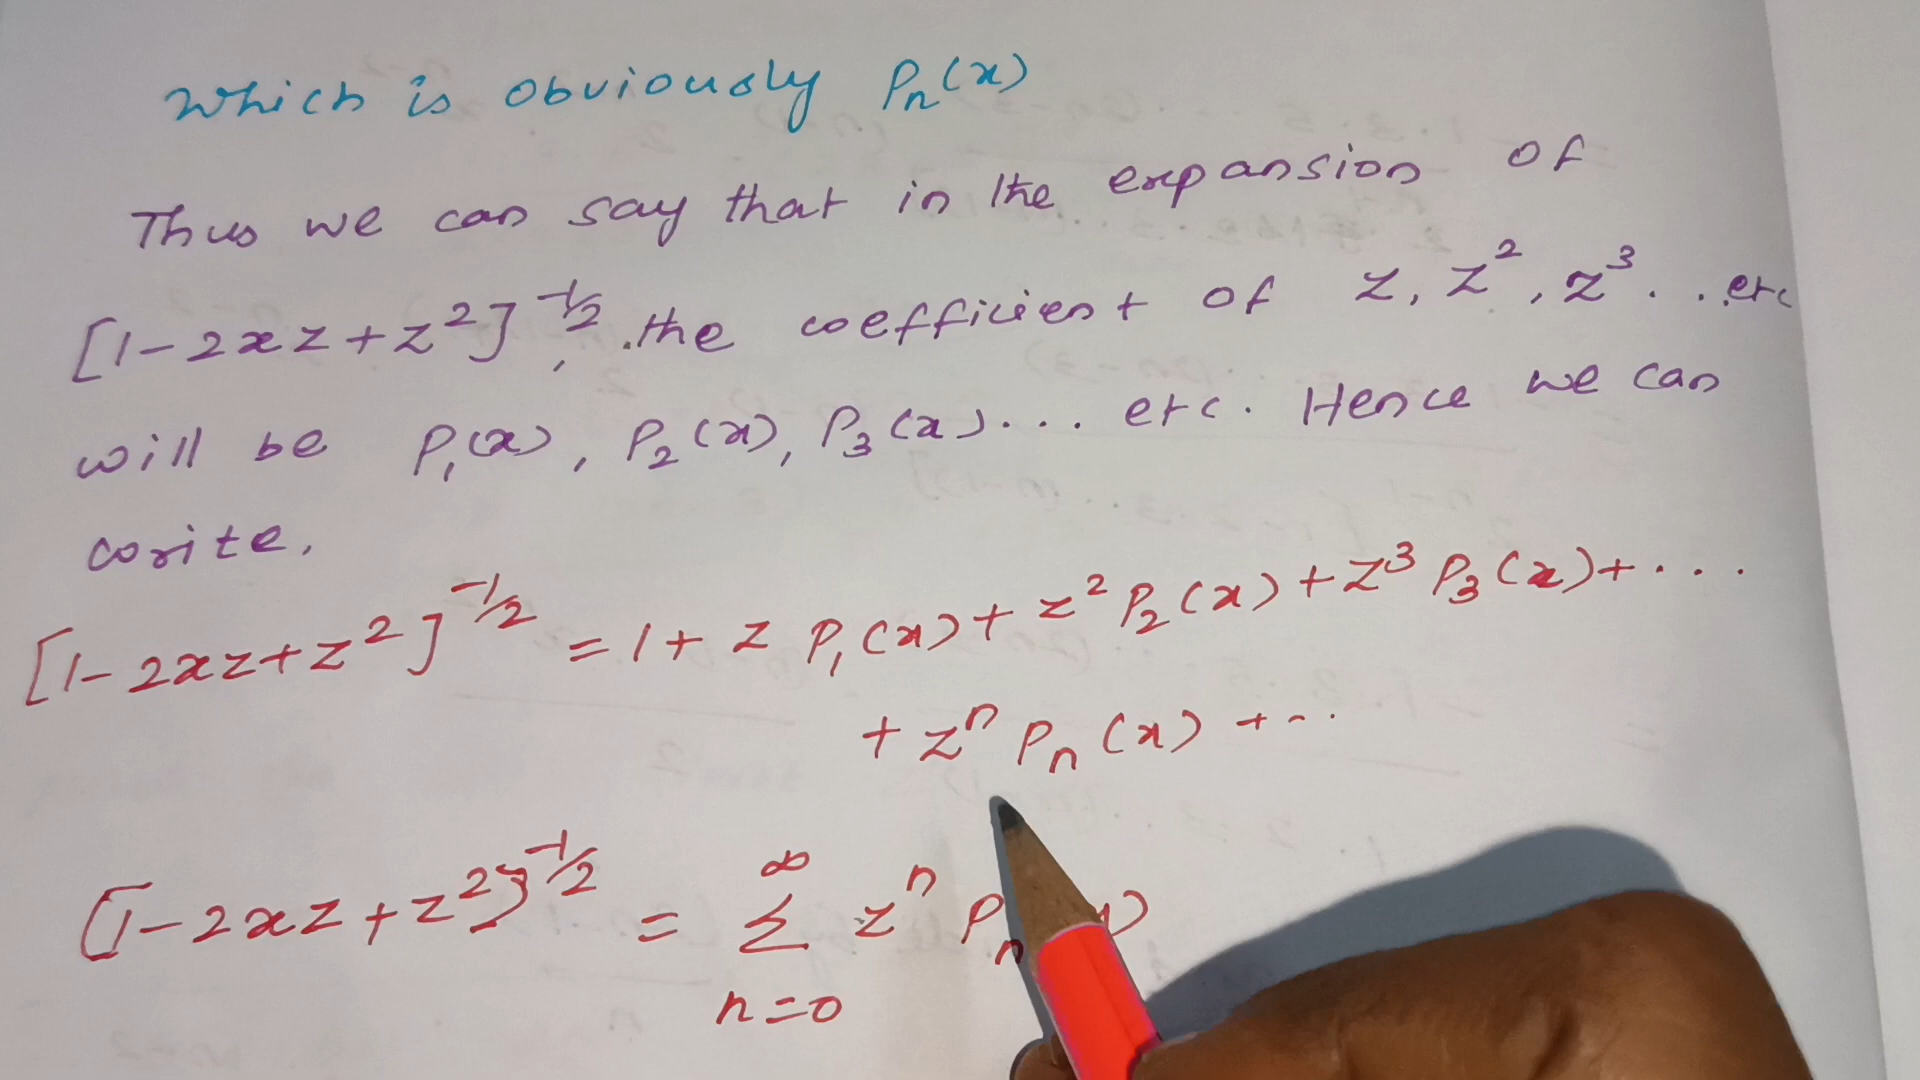 which is obviously Pₙ(x)
Thus we can say that in the expansion of
[1-2xz+z²]^-1/2, the coefficient of z, z², z³...etc
will be P₁(x), P₂(x), P₃(x)... etc. Hence we can
write,
[1-2xz+z²]^-1/2 = 1+ z P₁(x)+ z² P₂(x)+z³ P₃(x)+....
+ zⁿ Pₙ(x) +...
[1-2xz+z²]^-1/2 = ∞ Σ n=0 zⁿ Pₙ